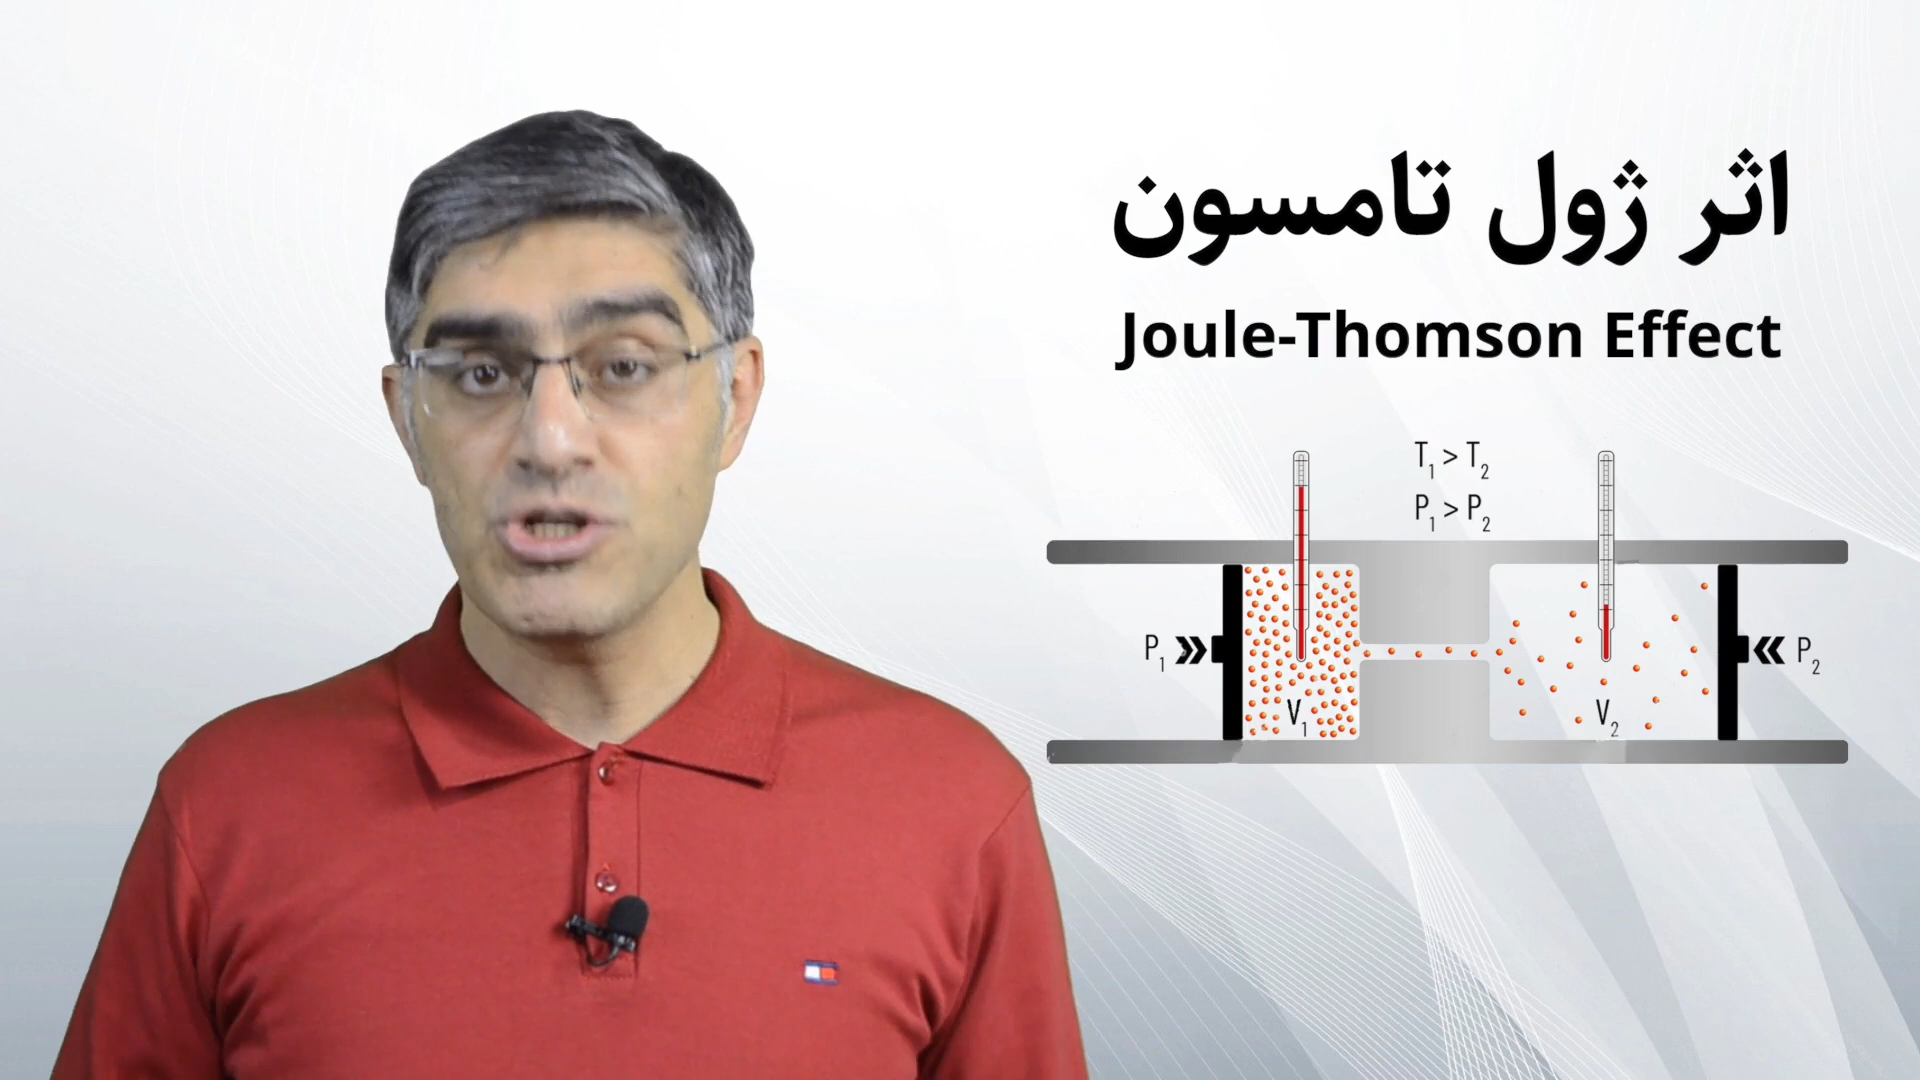 اثر ژول تامسون
Joule-Thomson Effect
T1 > T2
P1 > P2
P1
P2
V1
V2